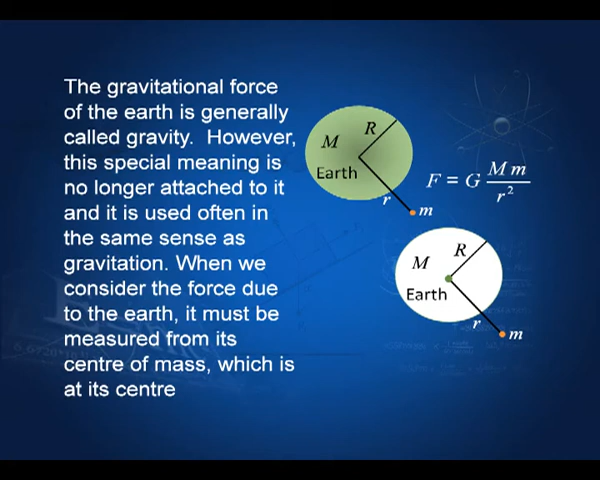 The gravitational force
of the earth is generally
called gravity. However,
this special meaning is
no longer attached to it
and it is used often in
the same sense as
gravitation. When we
consider the force due
to the earth, it must be
measured from its
centre of mass, which is
at its centre
M R
Earth
r
m
F = G M m / r²
M R
Earth
r
m